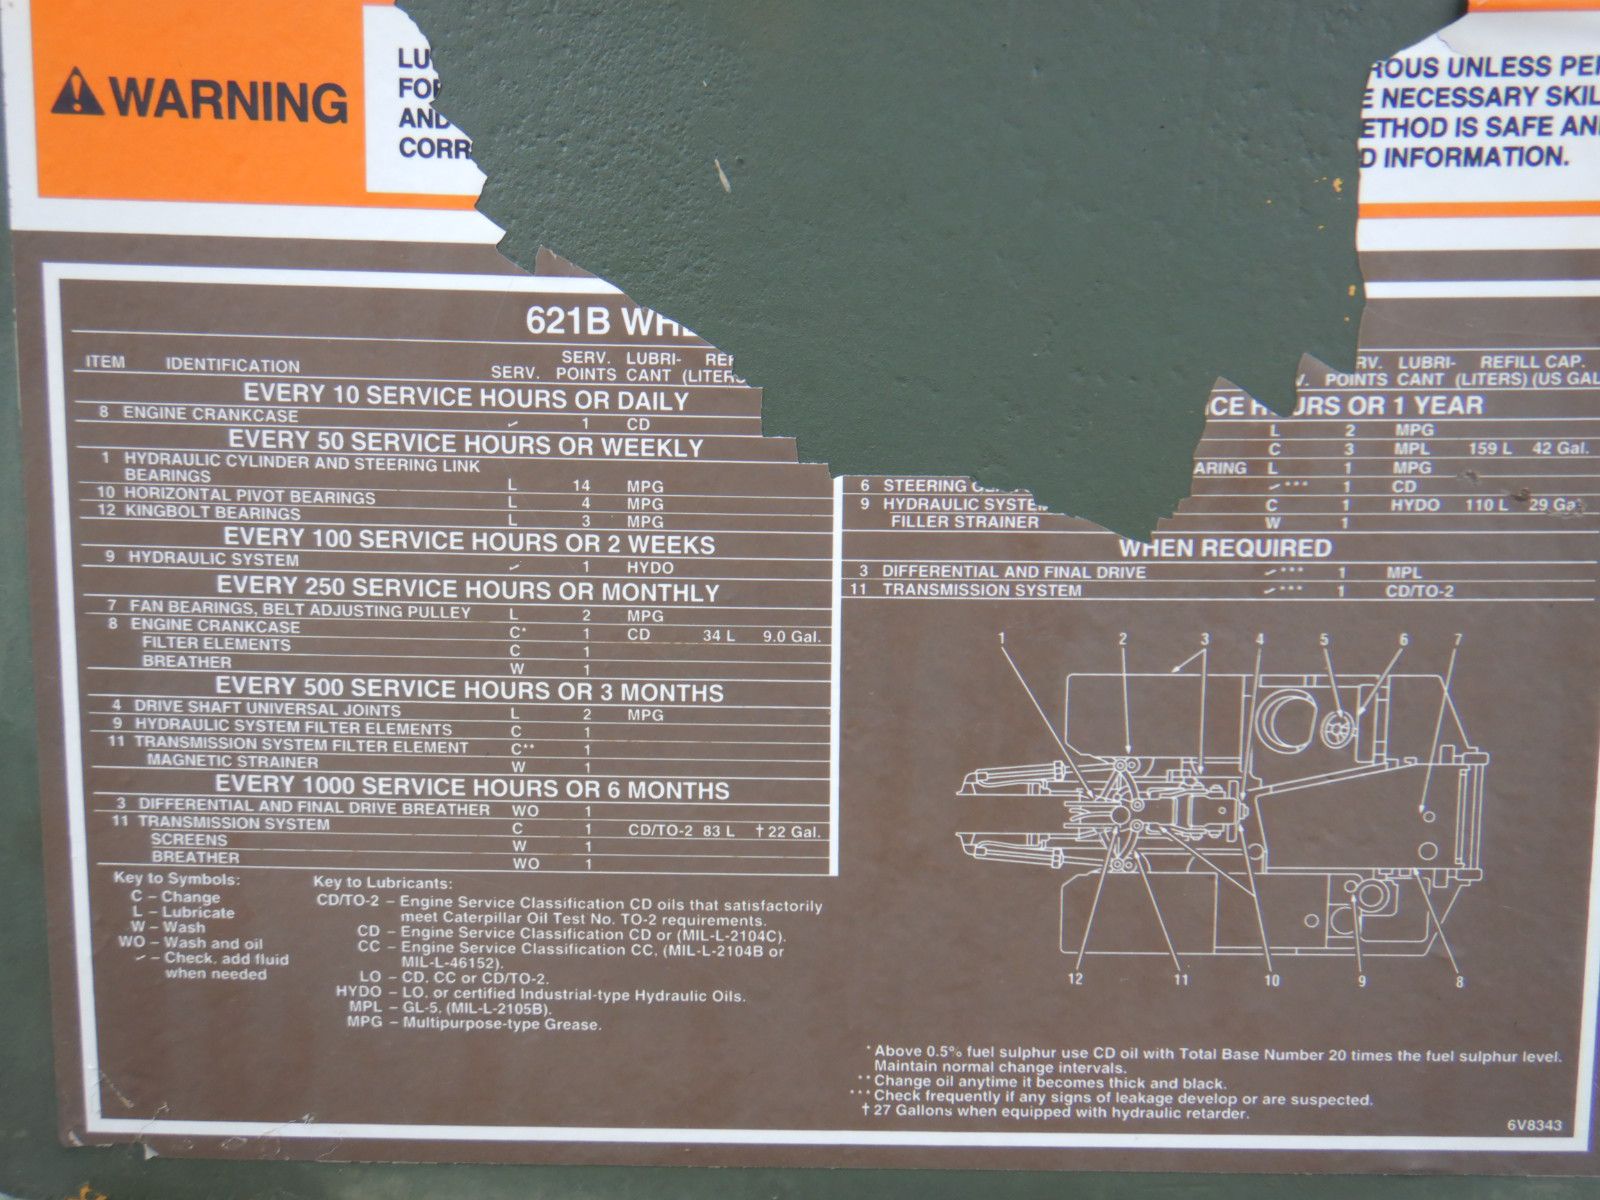 WARNING
AND
ROUS UNLESS
NECESSARY
IS SAFE
INFORMATION.
621B
ITEM IDENTIFICATION SERV. SERV. POINTS LUBRI-CANT
EVERY 10 SERVICE HOURS OR DAILY
8 ENGINE CRANKCASE ✓ 1 CD
EVERY 50 SERVICE HOURS OR WEEKLY
1 HYDRAULIC CYLINDER AND STEERING LINK
BEARINGS L 14 MPG
10 HORIZONTAL PIVOT BEARINGS L 4 MPG
12 KINGBOLT BEARINGS L 3 MPG
EVERY 100 SERVICE HOURS OR 2 WEEKS
9 HYDRAULIC SYSTEM ✓ 1 HYDO
EVERY 250 SERVICE HOURS OR MONTHLY
7 FAN BEARINGS, BELT ADJUSTING PULLEY L 2 MPG
8 ENGINE CRANKCASE C* 1 CD 34 L 9.0 Gal.
FILTER ELEMENTS C 1
BREATHER W 1
EVERY 500 SERVICE HOURS OR 3 MONTHS
4 DRIVE SHAFT UNIVERSAL JOINTS L 2 MPG
9 HYDRAULIC SYSTEM FILTER ELEMENTS C 1
11 TRANSMISSION SYSTEM FILTER ELEMENT C** 1
MAGNETIC STRAINER W 1
EVERY 1000 SERVICE HOURS OR 6 MONTHS
3 DIFFERENTIAL AND FINAL DRIVE BREATHER WO 1
11 TRANSMISSION SYSTEM C 1 CD/TO-2 83 L †22 Gal.
SCREENS W 1
BREATHER WO 1
Key to Symbols:
C – Change
L – Lubricate
W – Wash
WO – Wash and oil
✓ – Check, add fluid
when needed
Key to Lubricants:
CD/TO-2 – Engine Service Classification CD oils that satisfactorily
meet Caterpillar Oil Test No. TO-2 requirements.
CD – Engine Service Classification CD or (MIL-L-2104C).
CC – Engine Service Classification CC, (MIL-L-2104B or
MIL-L-46152).
LO – CD, CC or CD/TO-2.
HYDO – LO, or certified Industrial-type Hydraulic Oils.
MPL – GL-5, (MIL-L-2105B).
MPG – Multipurpose-type Grease.
POINTS LUBRI-CANT REFILL CAP. (LITERS) (US GAL
HOURS OR 1 YEAR
L 2 MPG
C 3 MPL 159 L 42 Gal.
ARING L 1 MPG
6 STEERING ✓*** 1 CD
9 HYDRAULIC SYSTEM C 1 HYDO 110 L 29 Gal
FILLER STRAINER W 1
WHEN REQUIRED
3 DIFFERENTIAL AND FINAL DRIVE ✓*** 1 MPL
11 TRANSMISSION SYSTEM ✓*** 1 CD/TO-2
1 2 3 4 5 6 7
12 11 10 9 8
* Above 0.5% fuel sulphur use CD oil with Total Base Number 20 times the fuel sulphur level.
Maintain normal change intervals.
** Change oil anytime it becomes thick and black.
*** Check frequently if any signs of leakage develop or are suspected.
† 27 Gallons when equipped with hydraulic retarder.
6V8343